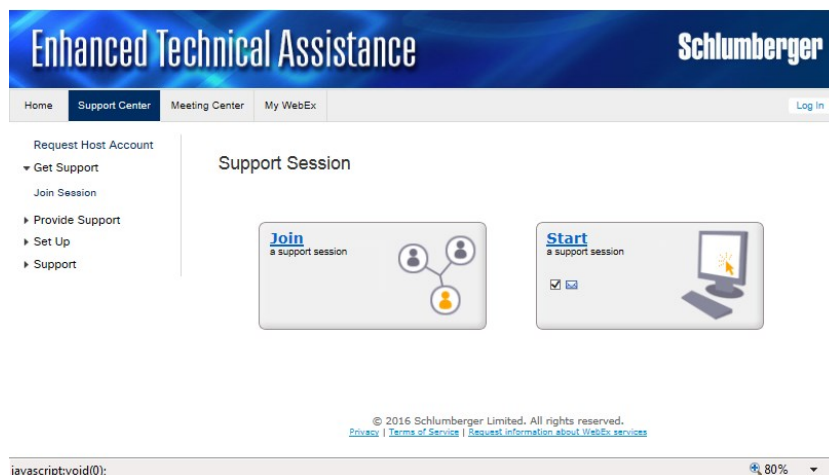 Enhanced Technical Assistance
Schlumberger
Home Support Center Meeting Center My WebEx Log In
Request Host Account
Get Support
Join Session
Provide Support
Set Up
Support
Support Session
Join
a support session
Start
a support session
© 2016 Schlumberger Limited. All rights reserved.
Privacy | Terms of Service | Request information about WebEx services
javascript:void(0);
80%